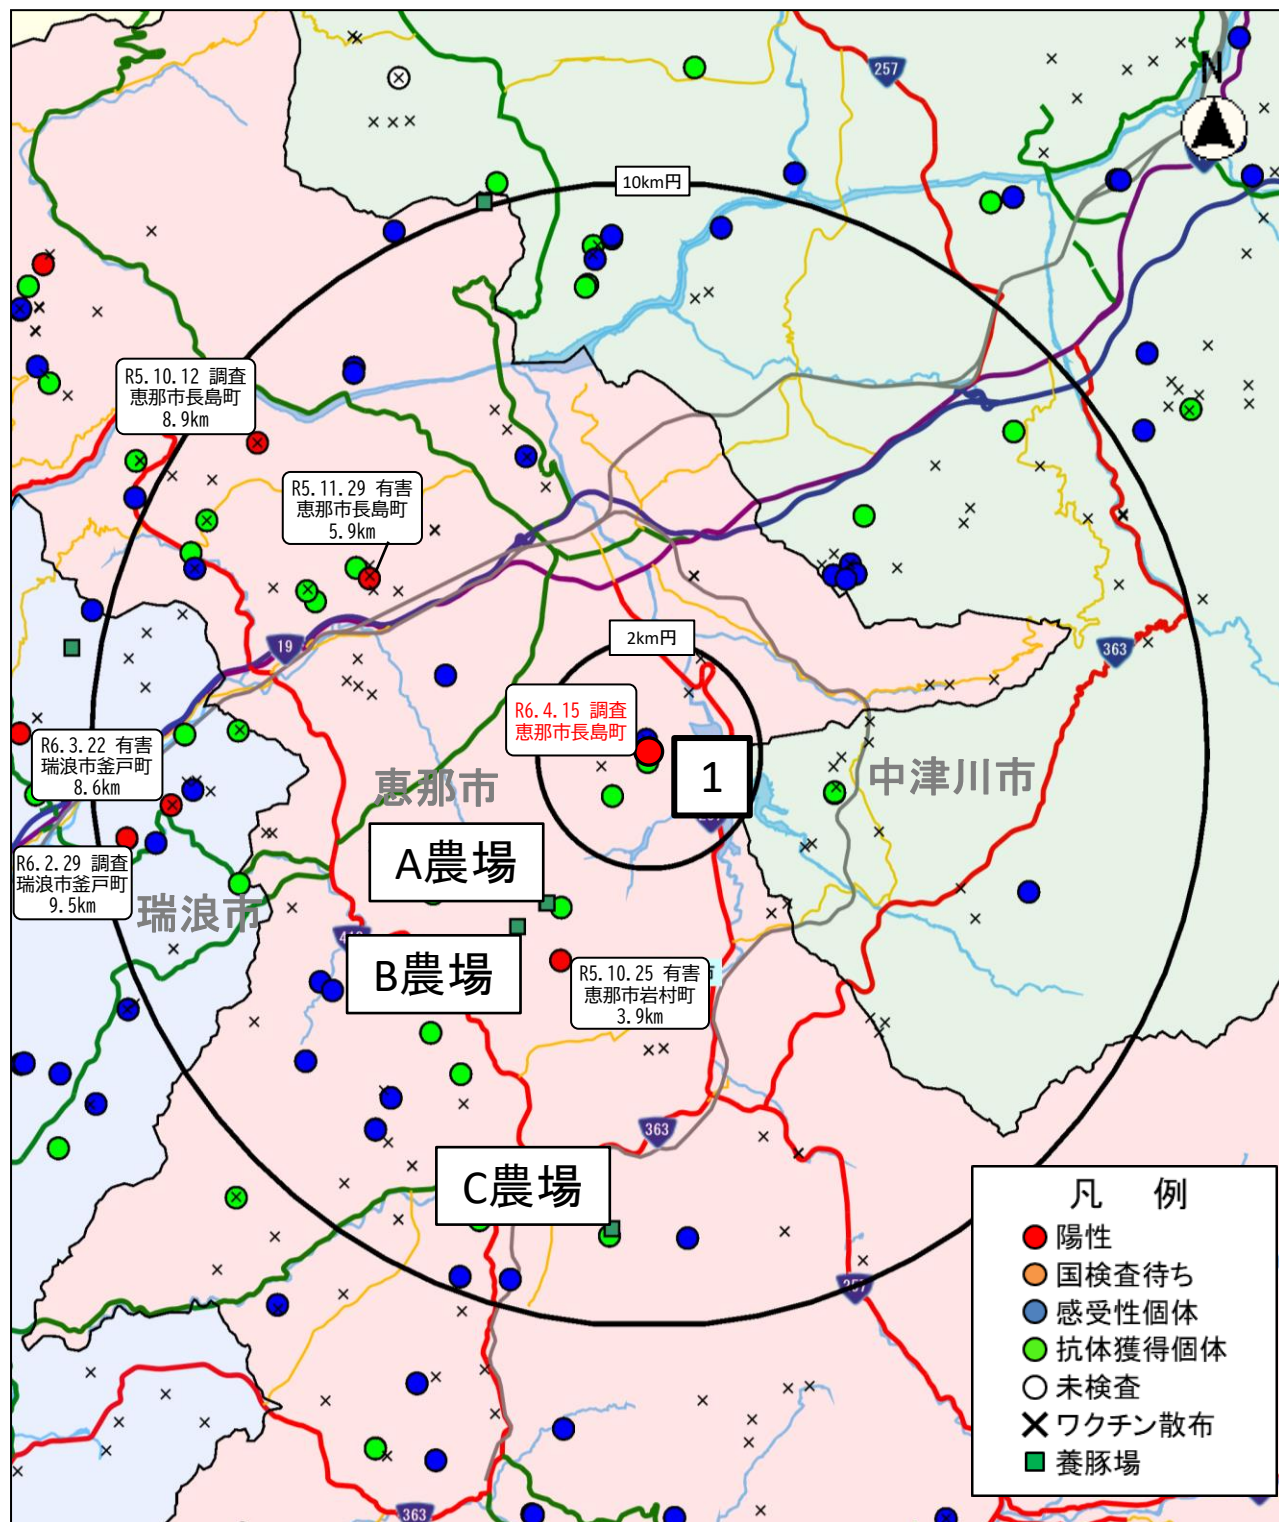 257
N
10km円
R5.10.12 調査
恵那市長島町
8.9km
R5.11.29 有害
恵那市長島町
5.9km
2km円
19
363
R6.4.15 調査
恵那市長島町
R6.3.22 有害
瑞浪市釜戸町
8.6km
1
恵那市
中津川市
A農場
R6.2.29 調査
瑞浪市釜戸町
9.5km
瑞浪市
B農場
R5.10.25 有害
恵那市岩村町
3.9km
363
C農場
257
363
凡 例
陽性
国検査待ち
感受性個体
抗体獲得個体
未検査
ワクチン散布
養豚場